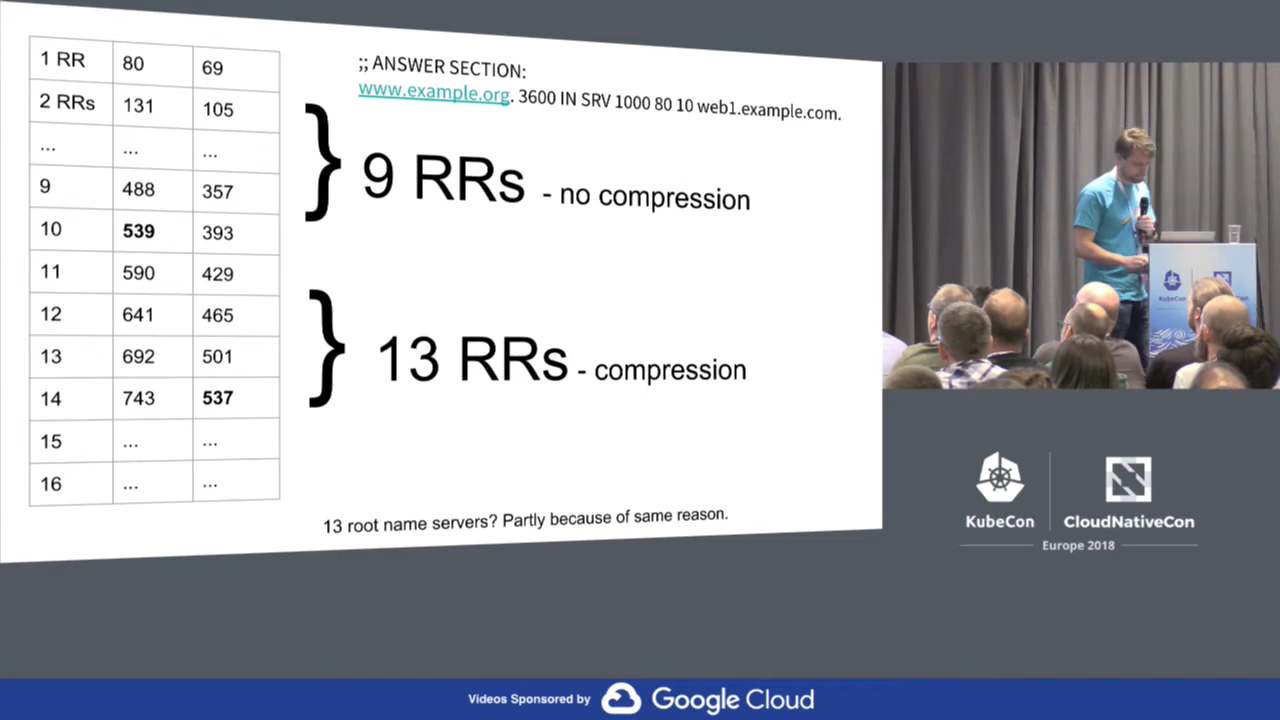 1 RR 80 69
2 RRs 131 105
... ... ...
9 488 357
10 539 393
11 590 429
12 641 465
13 692 501
14 743 537
15 ... ...
16 ... ...
;; ANSWER SECTION:
www.example.org. 3600 IN SRV 1000 80 10 web1.example.com.
} 9 RRs - no compression
} 13 RRs - compression
13 root name servers? Partly because of same reason.
KubeCon
KubeCon CloudNativeCon
Europe 2018
Videos Sponsored by Google Cloud